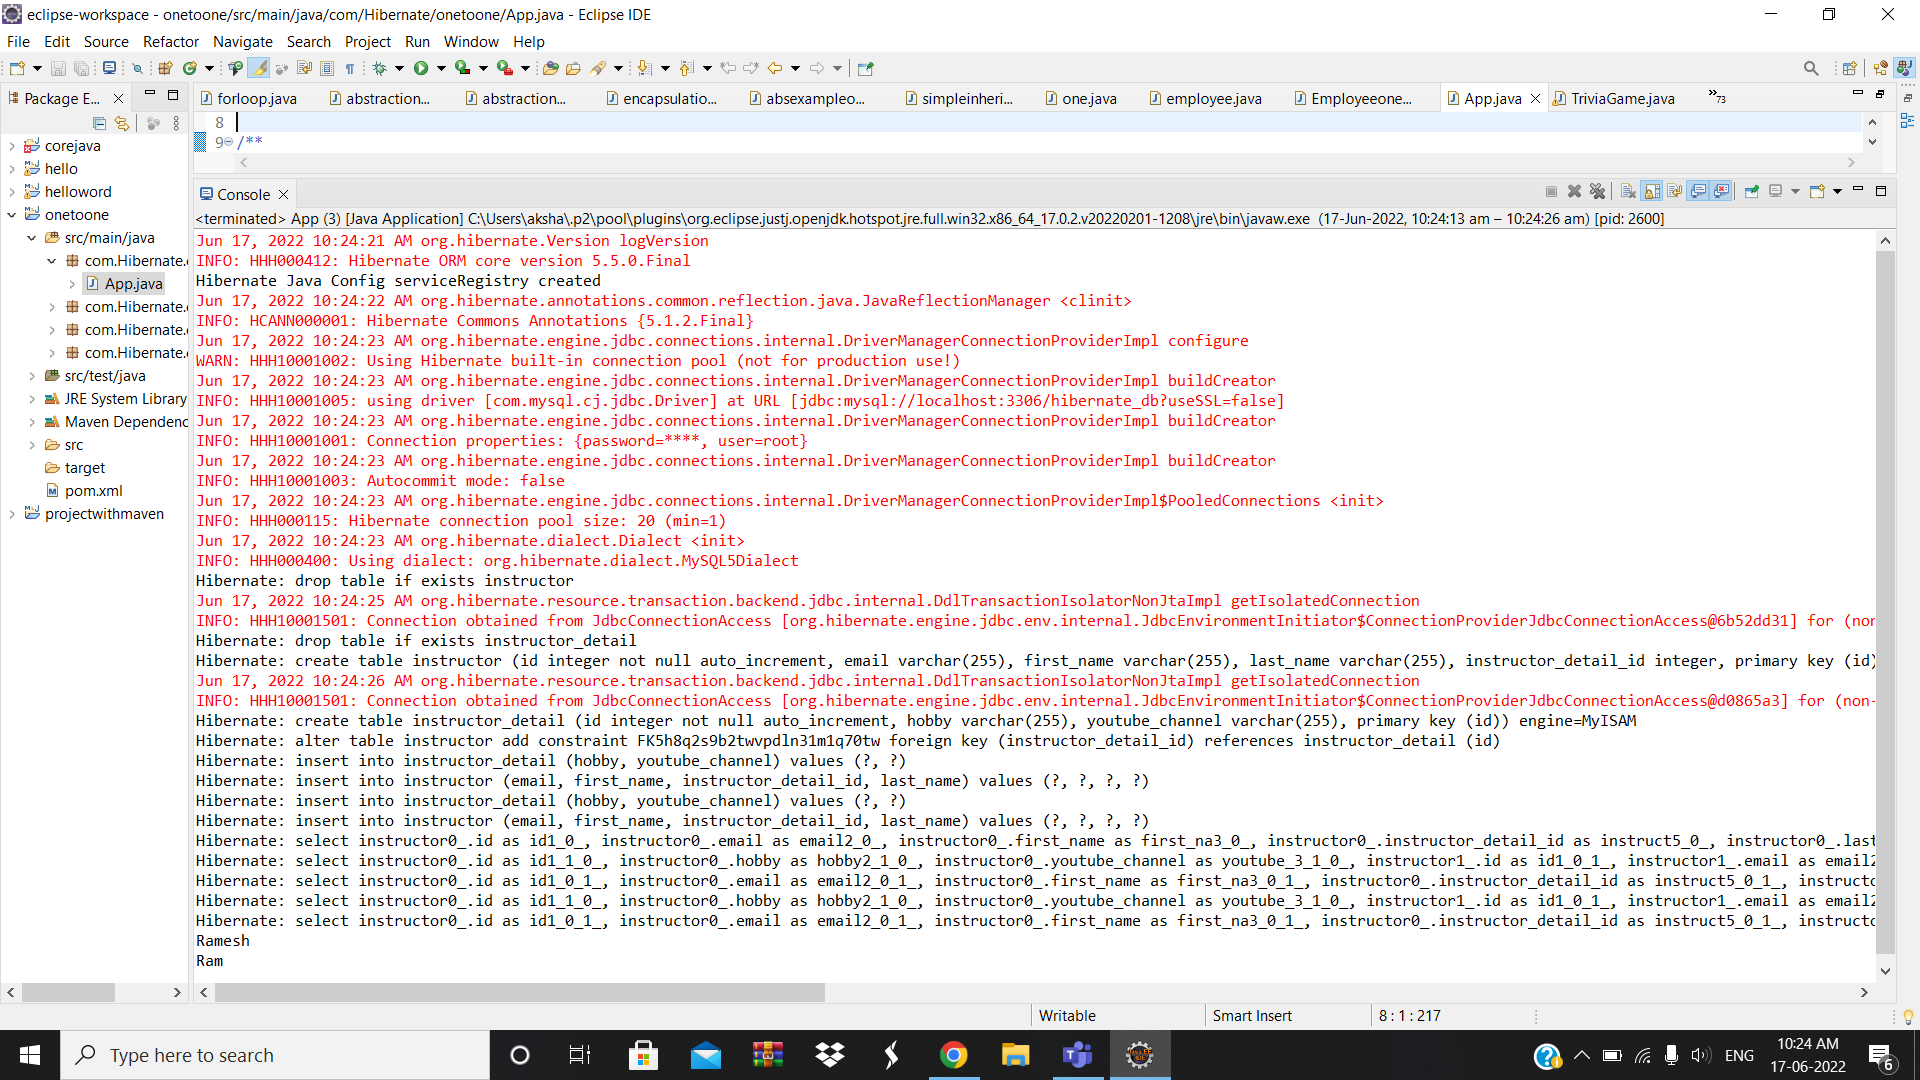 eclipse-workspace - onetoone/src/main/java/com/Hibernate/onetoone/App.java - Eclipse IDE
File Edit Source Refactor Navigate Search Project Run Window Help
Package E...
forloop.java abstraction... abstraction... encapsulatio... absexampleo... simpleinheri... one.java employee.java Employeeone... App.java TriviaGame.java »73
8
9 /**
corejava
hello
helloword
onetoone
src/main/java
com.Hibernate.
App.java
com.Hibernate.
com.Hibernate.
com.Hibernate.
src/test/java
JRE System Library
Maven Dependenc
src
target
pom.xml
projectwithmaven
Console
<terminated> App (3) [Java Application] C:\Users\aksha\.p2\pool\plugins\org.eclipse.justj.openjdk.hotspot.jre.full.win32.x86_64_17.0.2.v20220201-1208\jre\bin\javaw.exe (17-Jun-2022, 10:24:13 am – 10:24:26 am) [pid: 2600]
Jun 17, 2022 10:24:21 AM org.hibernate.Version logVersion
INFO: HHH000412: Hibernate ORM core version 5.5.0.Final
Hibernate Java Config serviceRegistry created
Jun 17, 2022 10:24:22 AM org.hibernate.annotations.common.reflection.java.JavaReflectionManager <clinit>
INFO: HCANN000001: Hibernate Commons Annotations {5.1.2.Final}
Jun 17, 2022 10:24:23 AM org.hibernate.engine.jdbc.connections.internal.DriverManagerConnectionProviderImpl configure
WARN: HHH10001002: Using Hibernate built-in connection pool (not for production use!)
Jun 17, 2022 10:24:23 AM org.hibernate.engine.jdbc.connections.internal.DriverManagerConnectionProviderImpl buildCreator
INFO: HHH10001005: using driver [com.mysql.cj.jdbc.Driver] at URL [jdbc:mysql://localhost:3306/hibernate_db?useSSL=false]
Jun 17, 2022 10:24:23 AM org.hibernate.engine.jdbc.connections.internal.DriverManagerConnectionProviderImpl buildCreator
INFO: HHH10001001: Connection properties: {password=****, user=root}
Jun 17, 2022 10:24:23 AM org.hibernate.engine.jdbc.connections.internal.DriverManagerConnectionProviderImpl buildCreator
INFO: HHH10001003: Autocommit mode: false
Jun 17, 2022 10:24:23 AM org.hibernate.engine.jdbc.connections.internal.DriverManagerConnectionProviderImpl$PooledConnections <init>
INFO: HHH000115: Hibernate connection pool size: 20 (min=1)
Jun 17, 2022 10:24:23 AM org.hibernate.dialect.Dialect <init>
INFO: HHH000400: Using dialect: org.hibernate.dialect.MySQL5Dialect
Hibernate: drop table if exists instructor
Jun 17, 2022 10:24:25 AM org.hibernate.resource.transaction.backend.jdbc.internal.DdlTransactionIsolatorNonJtaImpl getIsolatedConnection
INFO: HHH10001501: Connection obtained from JdbcConnectionAccess [org.hibernate.engine.jdbc.env.internal.JdbcEnvironmentInitiator$ConnectionProviderJdbcConnectionAccess@6b52dd31] for (non
Hibernate: drop table if exists instructor_detail
Hibernate: create table instructor (id integer not null auto_increment, email varchar(255), first_name varchar(255), last_name varchar(255), instructor_detail_id integer, primary key (id)
Jun 17, 2022 10:24:26 AM org.hibernate.resource.transaction.backend.jdbc.internal.DdlTransactionIsolatorNonJtaImpl getIsolatedConnection
INFO: HHH10001501: Connection obtained from JdbcConnectionAccess [org.hibernate.engine.jdbc.env.internal.JdbcEnvironmentInitiator$ConnectionProviderJdbcConnectionAccess@d0865a3] for (non-
Hibernate: create table instructor_detail (id integer not null auto_increment, hobby varchar(255), youtube_channel varchar(255), primary key (id)) engine=MyISAM
Hibernate: alter table instructor add constraint FK5h8q2s9b2twvpdln31m1q70tw foreign key (instructor_detail_id) references instructor_detail (id)
Hibernate: insert into instructor_detail (hobby, youtube_channel) values (?, ?)
Hibernate: insert into instructor (email, first_name, instructor_detail_id, last_name) values (?, ?, ?, ?)
Hibernate: insert into instructor_detail (hobby, youtube_channel) values (?, ?)
Hibernate: insert into instructor (email, first_name, instructor_detail_id, last_name) values (?, ?, ?, ?)
Hibernate: select instructor0_.id as id1_0_, instructor0_.email as email2_0_, instructor0_.first_name as first_na3_0_, instructor0_.instructor_detail_id as instruct5_0_, instructor0_.last
Hibernate: select instructor0_.id as id1_1_0_, instructor0_.hobby as hobby2_1_0_, instructor0_.youtube_channel as youtube_3_1_0_, instructor1_.id as id1_0_1_, instructor1_.email as email2
Hibernate: select instructor0_.id as id1_0_1_, instructor0_.email as email2_0_1_, instructor0_.first_name as first_na3_0_1_, instructor0_.instructor_detail_id as instruct5_0_1_, instructo
Hibernate: select instructor0_.id as id1_1_0_, instructor0_.hobby as hobby2_1_0_, instructor0_.youtube_channel as youtube_3_1_0_, instructor1_.id as id1_0_1_, instructor1_.email as email2
Hibernate: select instructor0_.id as id1_0_1_, instructor0_.email as email2_0_1_, instructor0_.first_name as first_na3_0_1_, instructor0_.instructor_detail_id as instruct5_0_1_, instructo
Ramesh
Ram
Writable Smart Insert 8 : 1 : 217
Type here to search
ENG
10:24 AM
17-06-2022
6